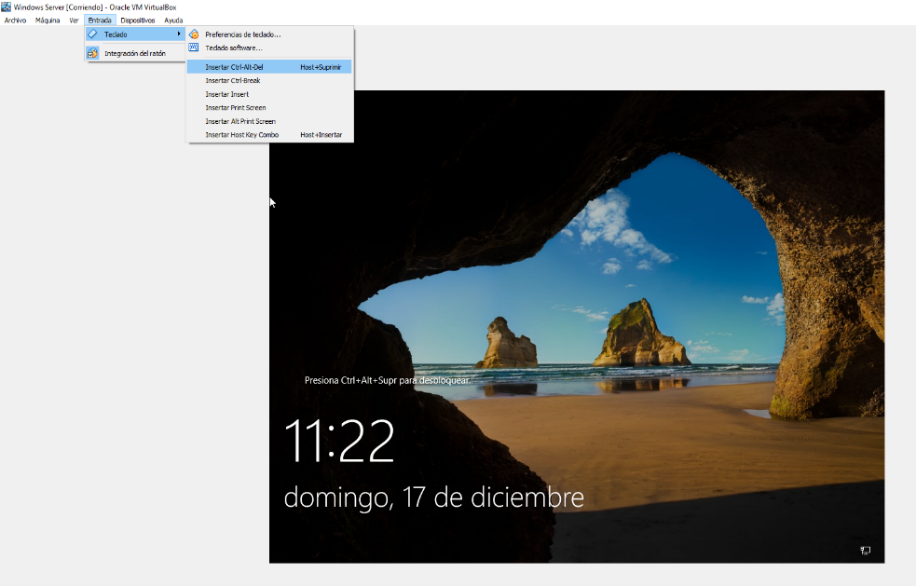 Windows Server [Corriendo] - Oracle VM VirtualBox
Archivo Máquina Ver Entrada Dispositivos Ayuda
Teclado
Integración del ratón
Preferencias de teclado...
Teclado software...
Insertar Ctrl-Alt-Del Host+Suprimir
Insertar Ctrl-Break
Insertar Insert
Insertar Print Screen
Insertar Alt Print Screen
Insertar Host Key Combo Host+Insertar
Presiona Ctrl+Alt+Supr para desbloquear.
11:22
domingo, 17 de diciembre